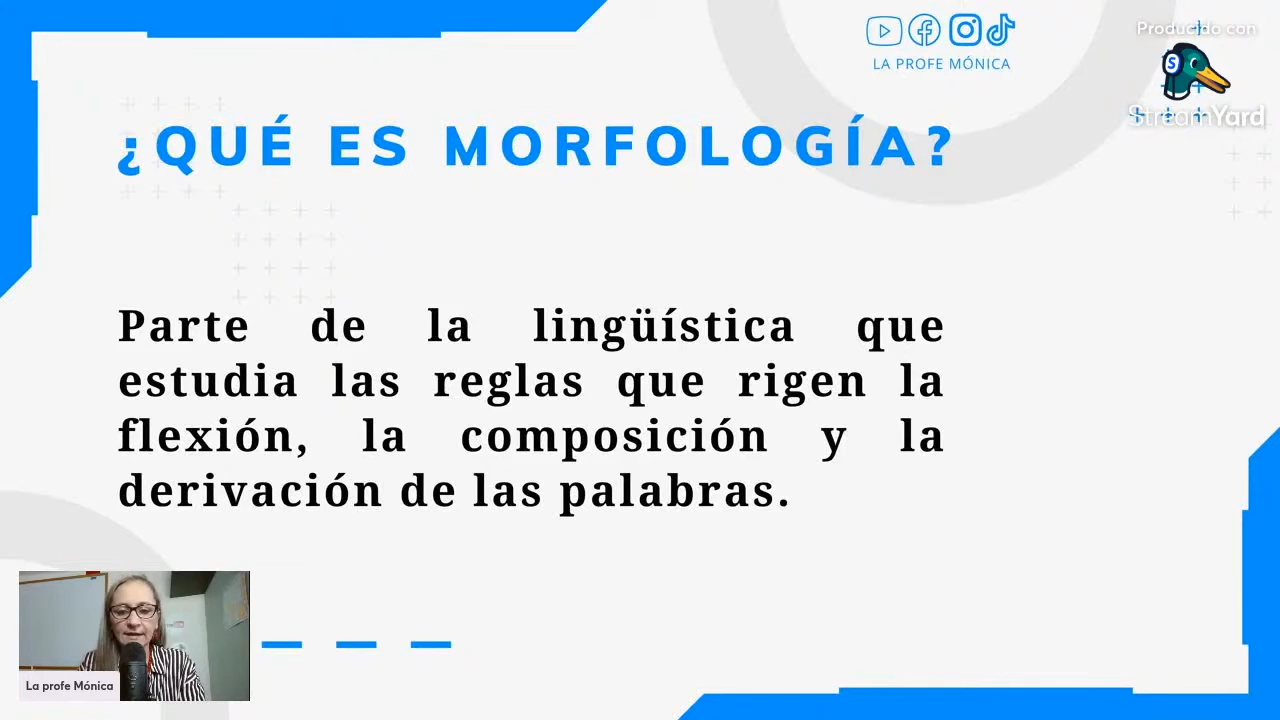 Producido con
LA PROFE MÓNICA
S
StreamYard
¿QUÉ ES MORFOLOGÍA?
Parte de la lingüística que
estudia las reglas que rigen la
flexión, la composición y la
derivación de las palabras.
La profe Mónica